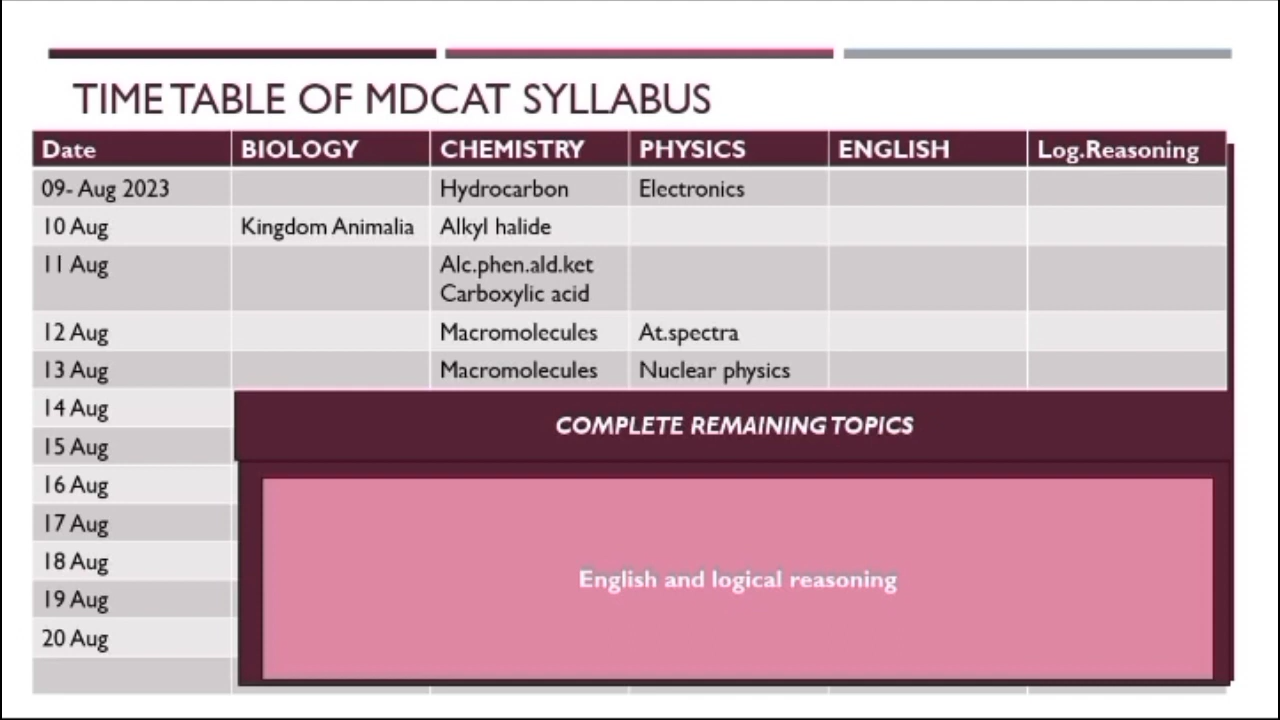 TIME TABLE OF MDCAT SYLLABUS
Date BIOLOGY CHEMISTRY PHYSICS ENGLISH Log.Reasoning
09- Aug 2023 Hydrocarbon Electronics
10 Aug Kingdom Animalia Alkyl halide
11 Aug Alc.phen.ald.ket
Carboxylic acid
12 Aug Macromolecules At.spectra
13 Aug Macromolecules Nuclear physics
14 Aug
COMPLETE REMAINING TOPICS
15 Aug
16 Aug
17 Aug
18 Aug
English and logical reasoning
19 Aug
20 Aug